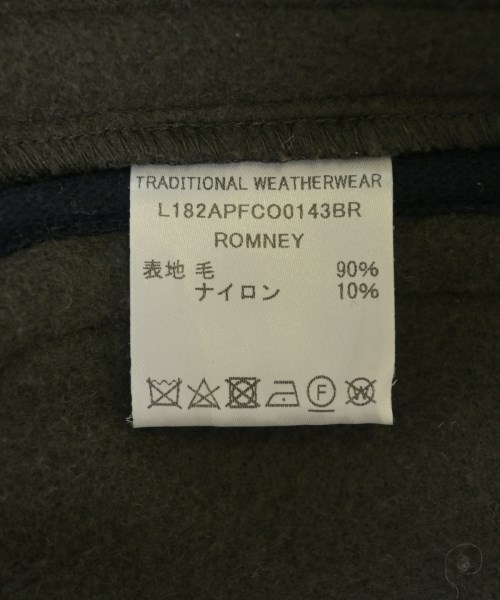 TRADITIONAL WEATHERWEAR
L182APFCO0143BR
ROMNEY
表地 毛 90%
ナイロン 10%
F W